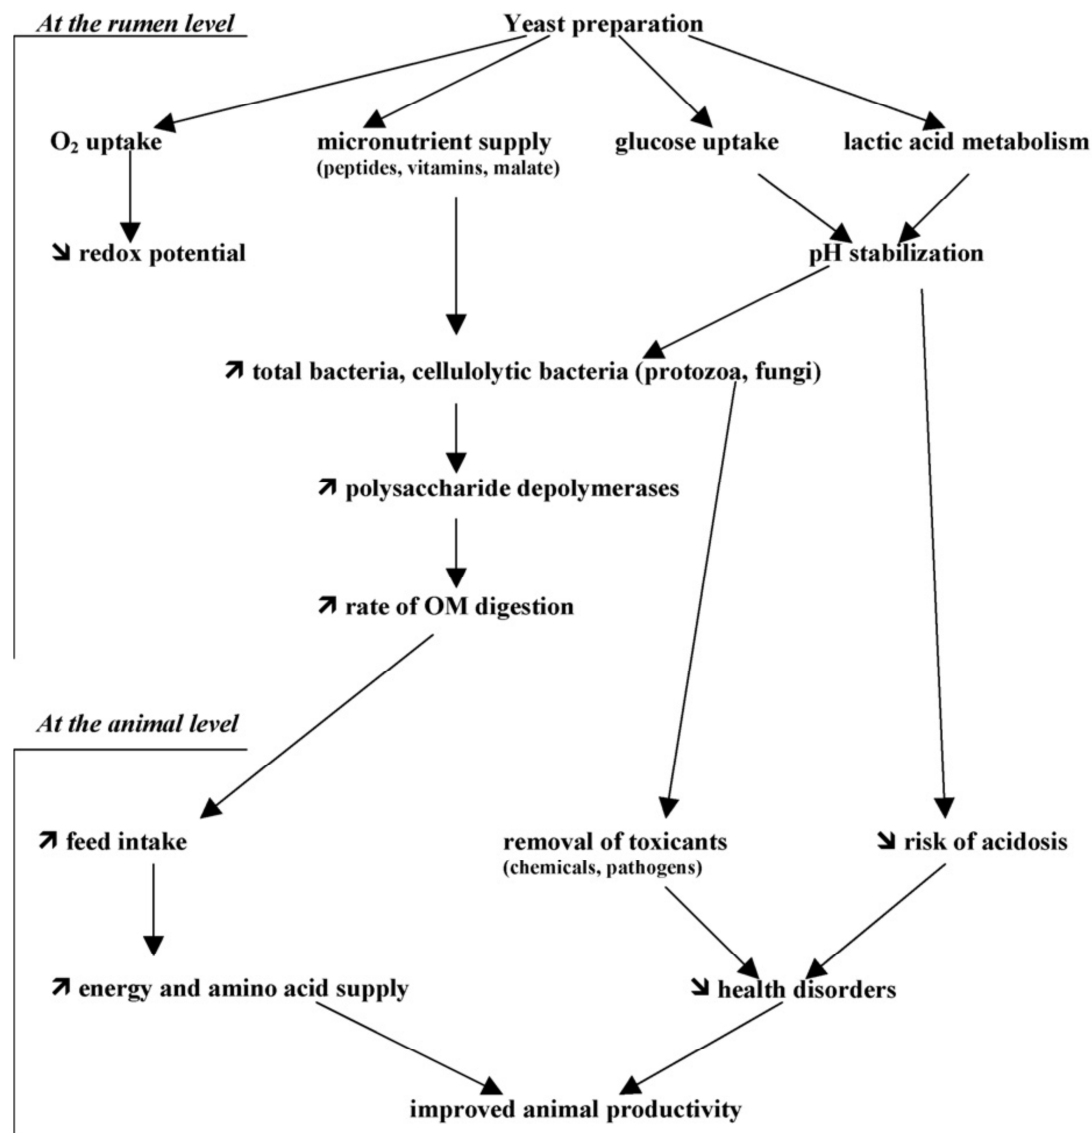 At the rumen level
Yeast preparation
O₂ uptake
micronutrient supply
(peptides, vitamins, malate)
glucose uptake
lactic acid metabolism
↘ redox potential
pH stabilization
↗ total bacteria, cellulolytic bacteria (protozoa, fungi)
↗ polysaccharide depolymerases
↗ rate of OM digestion
At the animal level
↗ feed intake
removal of toxicants
(chemicals, pathogens)
↘ risk of acidosis
↗ energy and amino acid supply
↘ health disorders
improved animal productivity